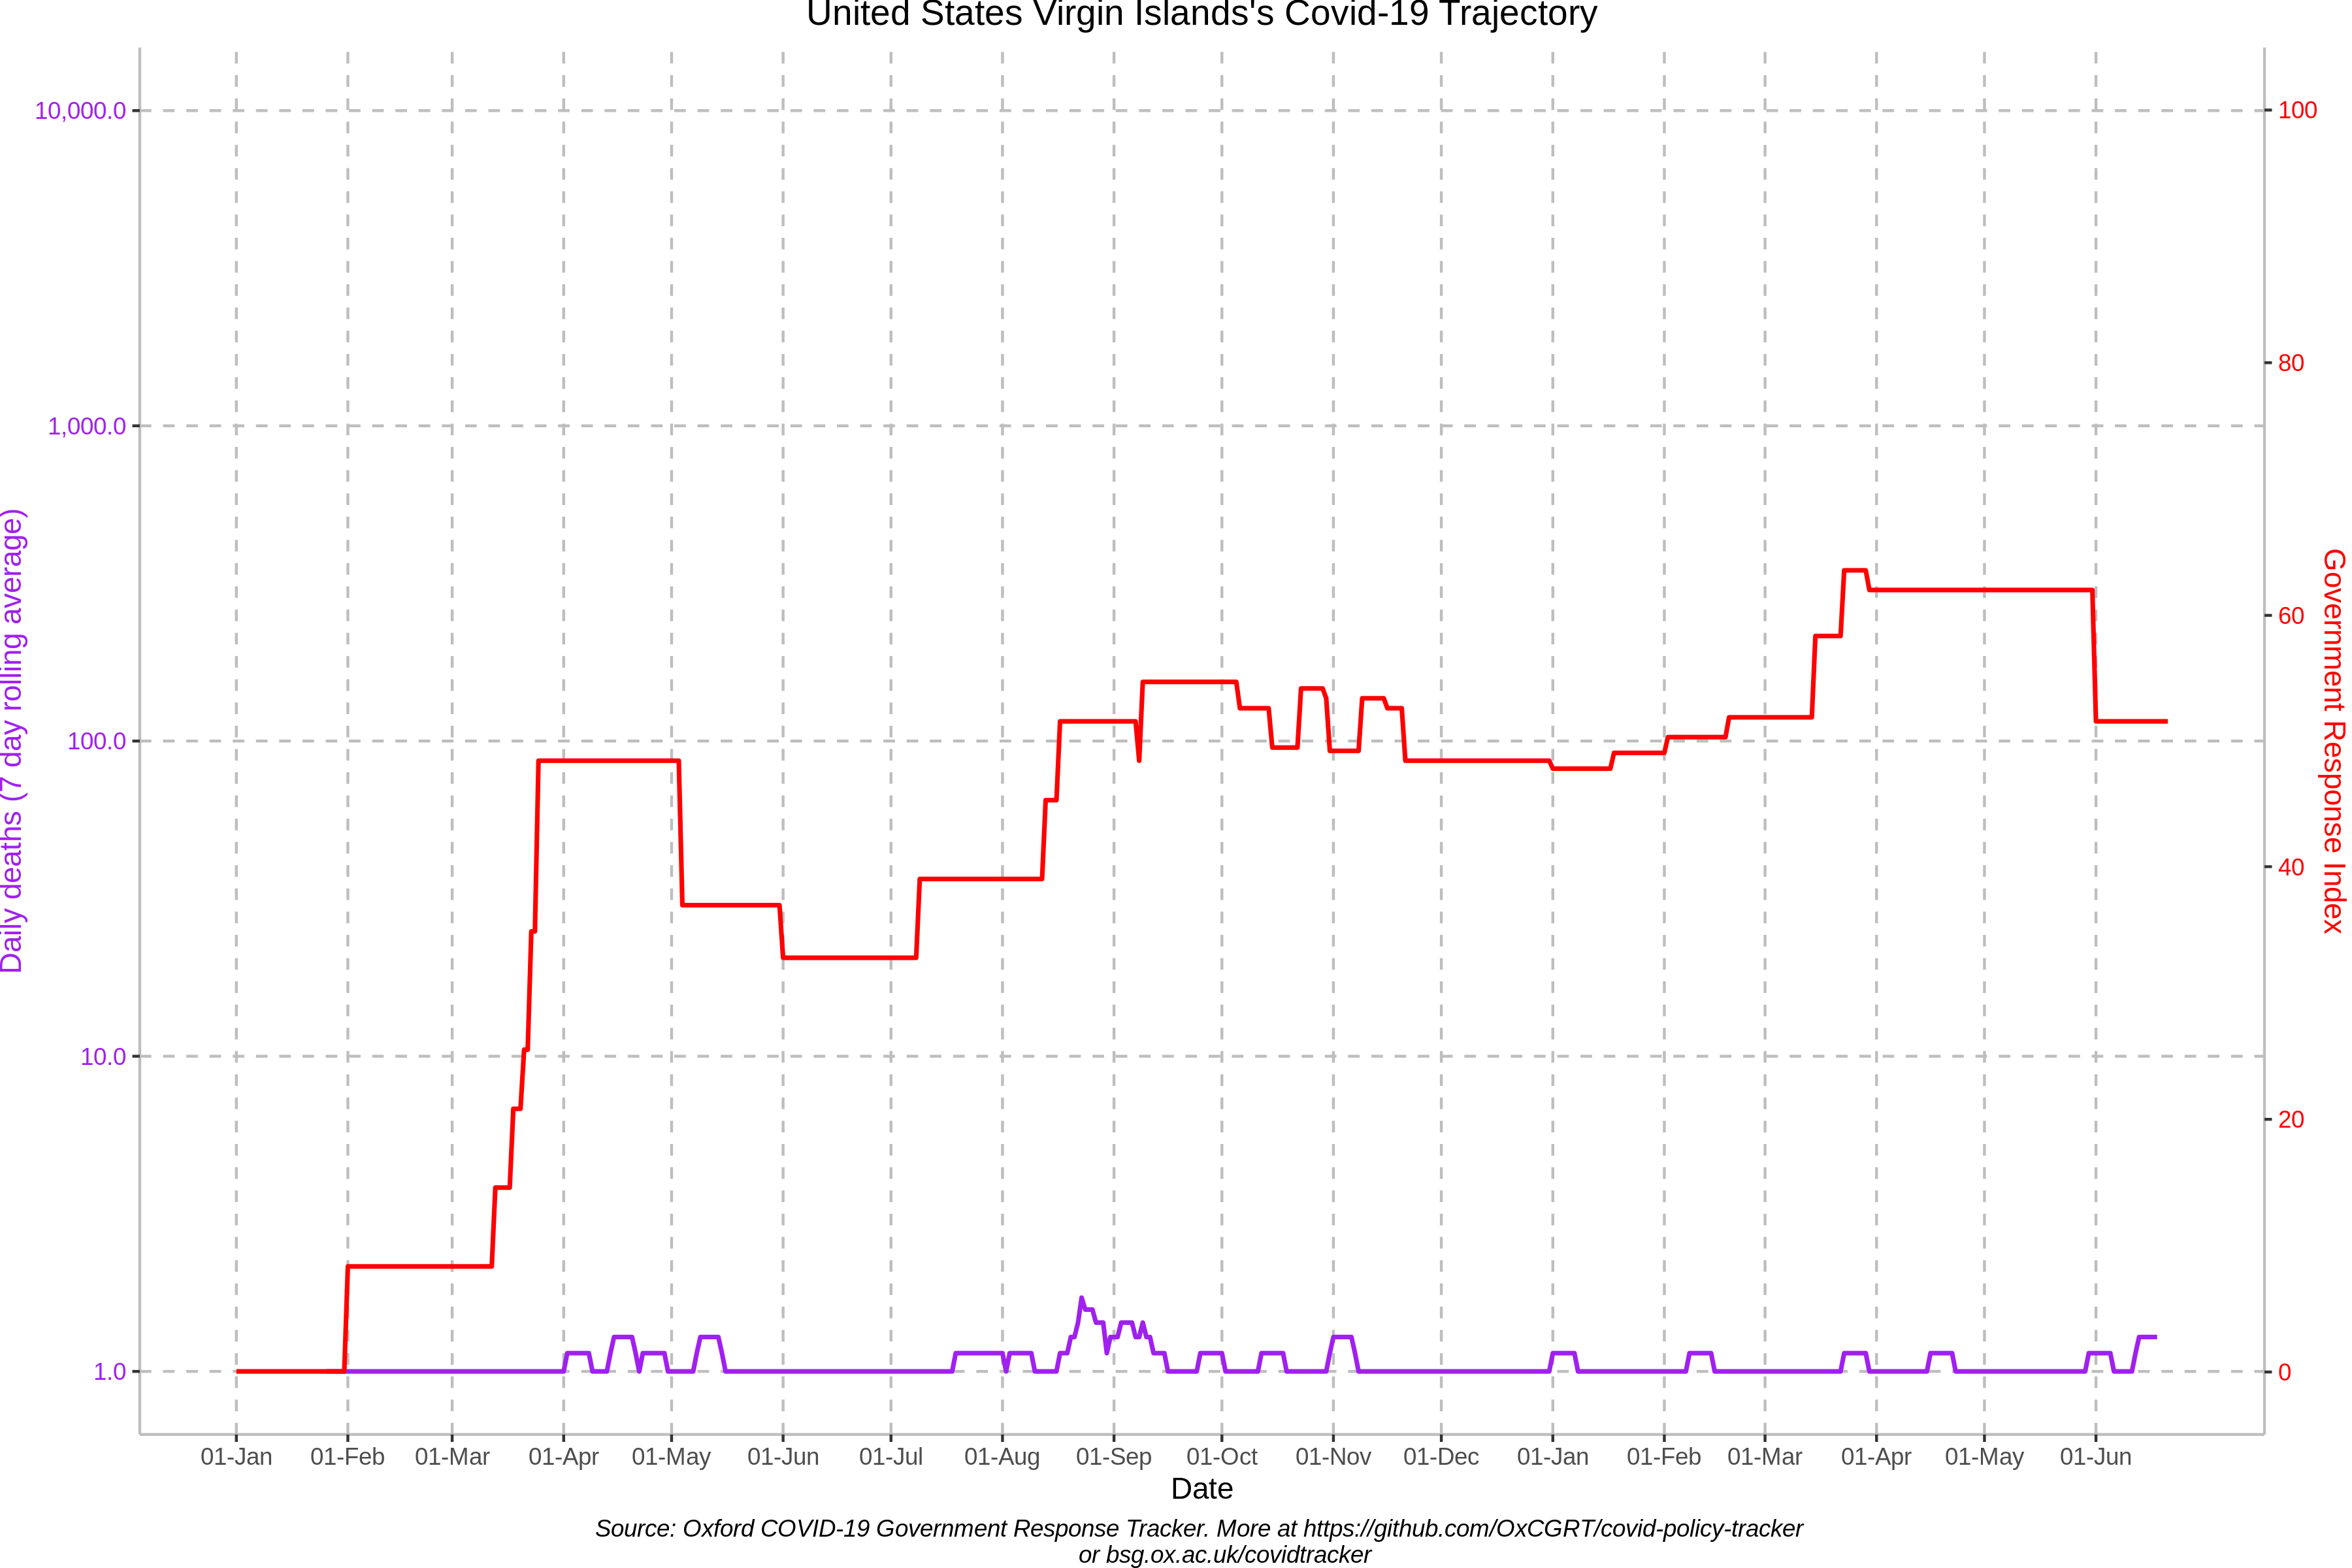 United States Virgin Islands's Covid-19 Trajectory
10,000.0
1,000.0
100.0
10.0
1.0
Daily deaths (7 day rolling average)
100
80
60
40
20
0
Government Response Index
01-Jan 01-Feb 01-Mar 01-Apr 01-May 01-Jun 01-Jul 01-Aug 01-Sep 01-Oct 01-Nov 01-Dec 01-Jan 01-Feb 01-Mar 01-Apr 01-May 01-Jun
Date
Source: Oxford COVID-19 Government Response Tracker. More at https://github.com/OxCGRT/covid-policy-tracker
or bsg.ox.ac.uk/covidtracker